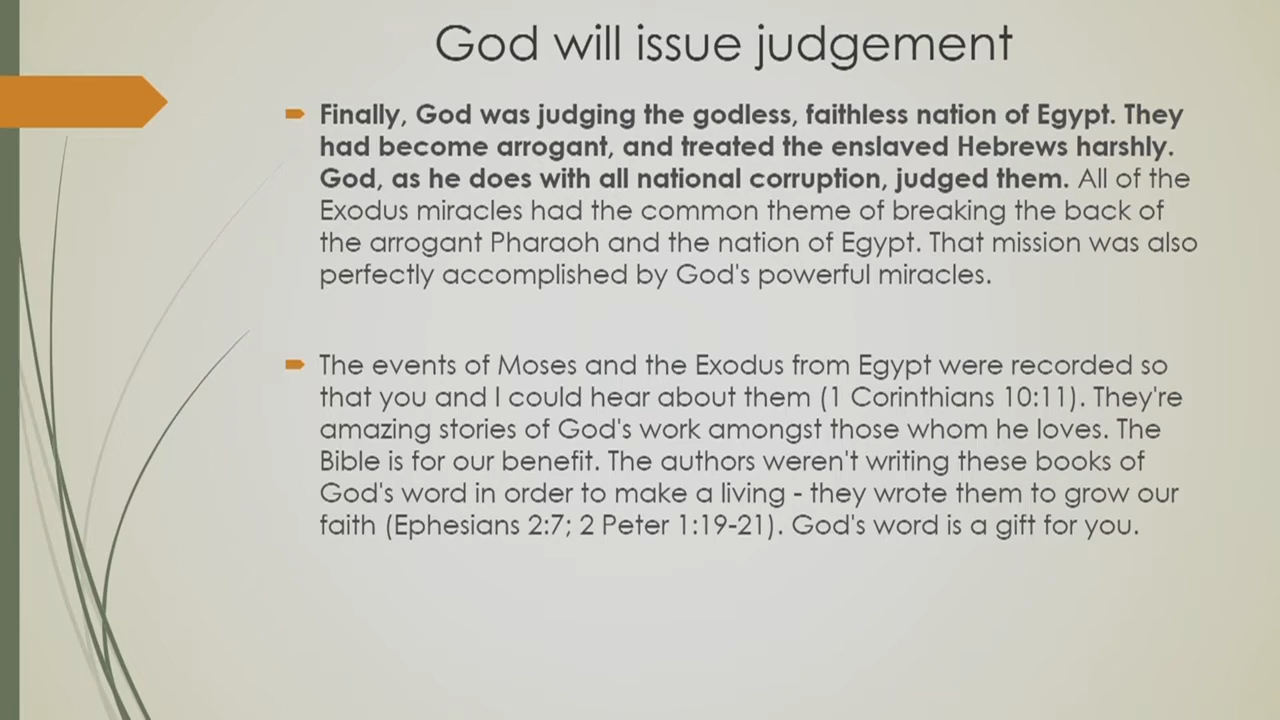 God will issue judgement
Finally, God was judging the godless, faithless nation of Egypt. They
had become arrogant, and treated the enslaved Hebrews harshly.
God, as he does with all national corruption, judged them. All of the
Exodus miracles had the common theme of breaking the back of
the arrogant Pharaoh and the nation of Egypt. That mission was also
perfectly accomplished by God's powerful miracles.
The events of Moses and the Exodus from Egypt were recorded so
that you and I could hear about them (1 Corinthians 10:11). They're
amazing stories of God's work amongst those whom he loves. The
Bible is for our benefit. The authors weren't writing these books of
God's word in order to make a living - they wrote them to grow our
faith (Ephesians 2:7; 2 Peter 1:19-21). God's word is a gift for you.